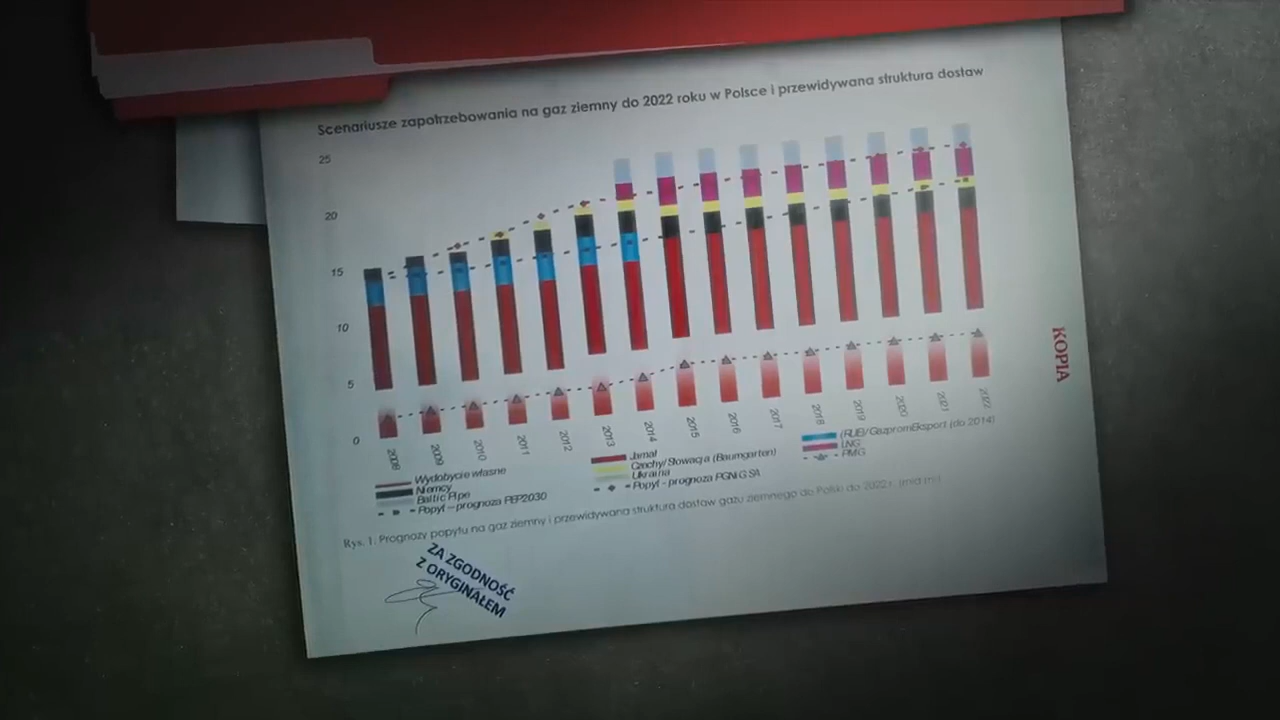 Scenariusze zapotrzebowania na gaz ziemny do 2022 roku w Polsce i przewidywana struktura dostaw
25
20
15
10
5
0
2008 2009 2010 2011 2012 2013 2014 2015 2016 2017 2018 2019 2020 2021 2022
KOPIA
Wydobycie własne
Niemcy
Baltic Pipe
Popyt - prognoza PEP2030
Jamal
Czechy/Słowacja (Baumgarten)
Ukraina
Popyt - prognoza PGNiG SA
(RUE/GazpromEksport (do 2014)
LNG
PMG
Rys. 1. Prognozy popytu na gaz ziemny i przewidywana struktura dostaw gazu ziemnego do Polski do 2022 r.
ZA ZGODNOŚĆ
Z ORYGINAŁEM